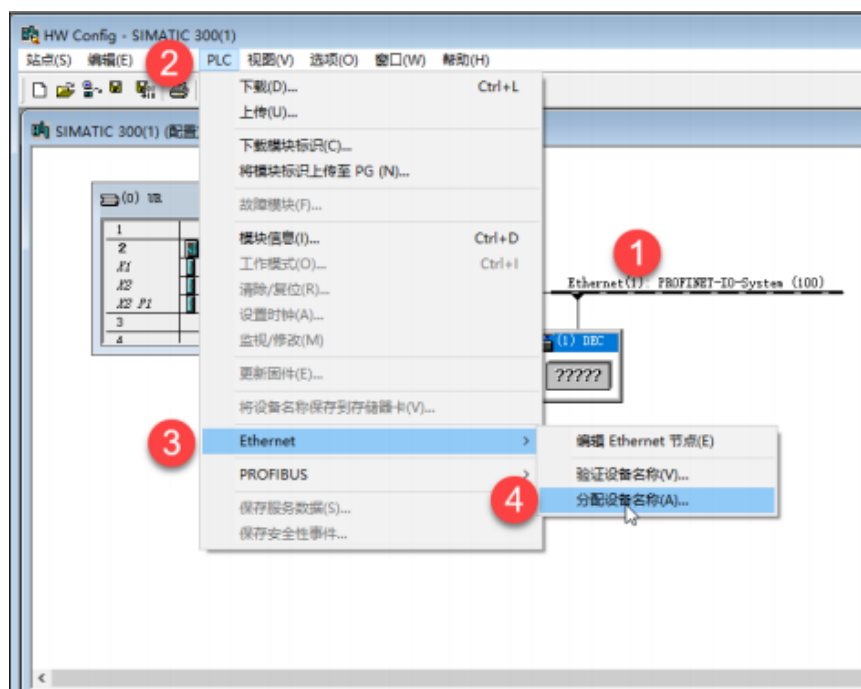 HW Config - SIMATIC 300(1)
站点(S) 编辑(E) 2 PLC 视图(V) 选项(O) 窗口(W) 帮助(H)
下载(D)... Ctrl+L
上传(U)...
SIMATIC 300(1) (配置
下载模块标识(C)...
将模块标识上传至 PG (N)...
(0) UR
故障模块(F)...
1
2
X1
X2
X2 P1
3
4
模块信息(I)... Ctrl+D
工作模式(O)... Ctrl+I
清除/复位(R)...
设置时钟(A)...
监视/修改(M)
1
Ethernet(1): PROFINET-IO-System (100)
(1) DEC
?????
更新固件(E)...
将设备名称保存到存储器卡(V)...
3 Ethernet >
编辑 Ethernet 节点(E)
PROFIBUS >
验证设备名称(V)...
4 分配设备名称(A)...
保存服务数据(S)...
保存安全性事件...